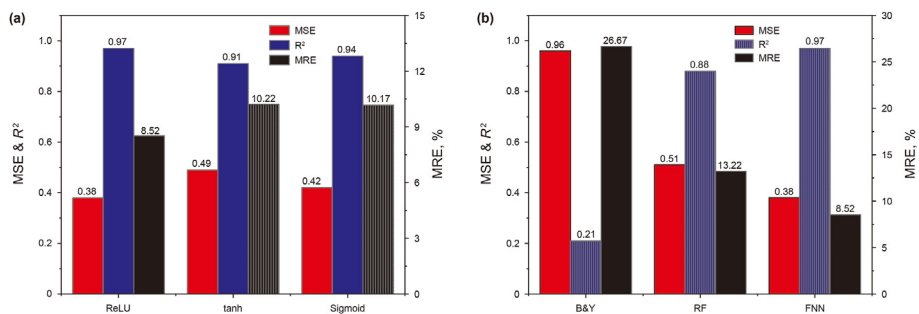 (a)
MSE
R²
MRE
MSE & R²
MRE, %
1.0
0.8
0.6
0.4
0.2
0
15
12
9
6
3
0
0.38
0.97
8.52
0.49
0.91
10.22
0.42
0.94
10.17
ReLU
tanh
Sigmoid
(b)
MSE
R²
MRE
MSE & R²
MRE, %
1.0
0.8
0.6
0.4
0.2
0
30
25
20
15
10
5
0
0.96
0.21
26.67
0.51
0.88
13.22
0.38
0.97
8.52
B&Y
RF
FNN